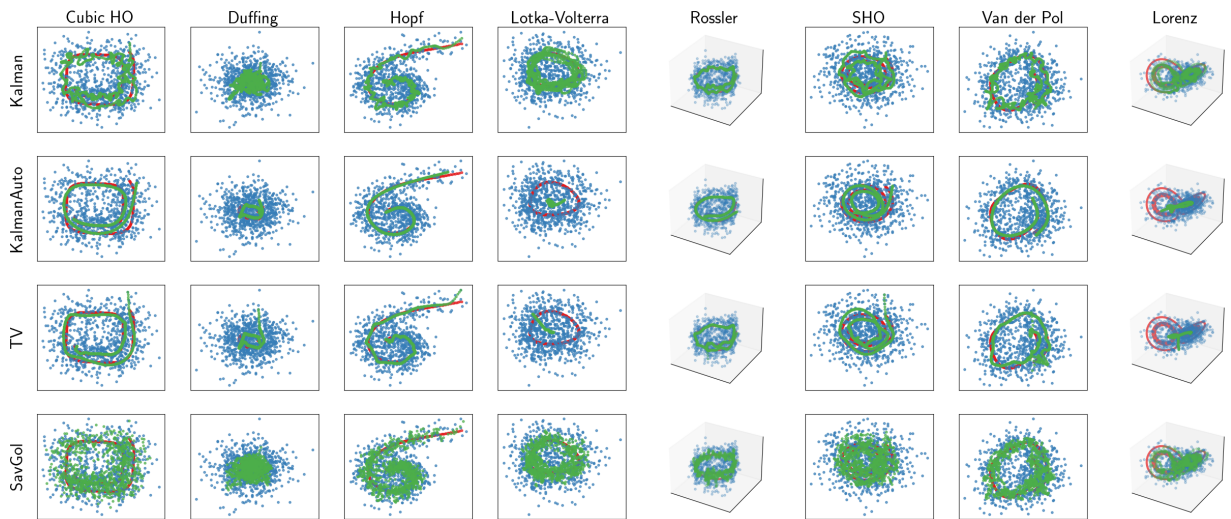 Cubic HO Duffing Hopf Lotka-Volterra Rossler SHO Van der Pol Lorenz
Kalman
KalmanAuto
TV
SavGol